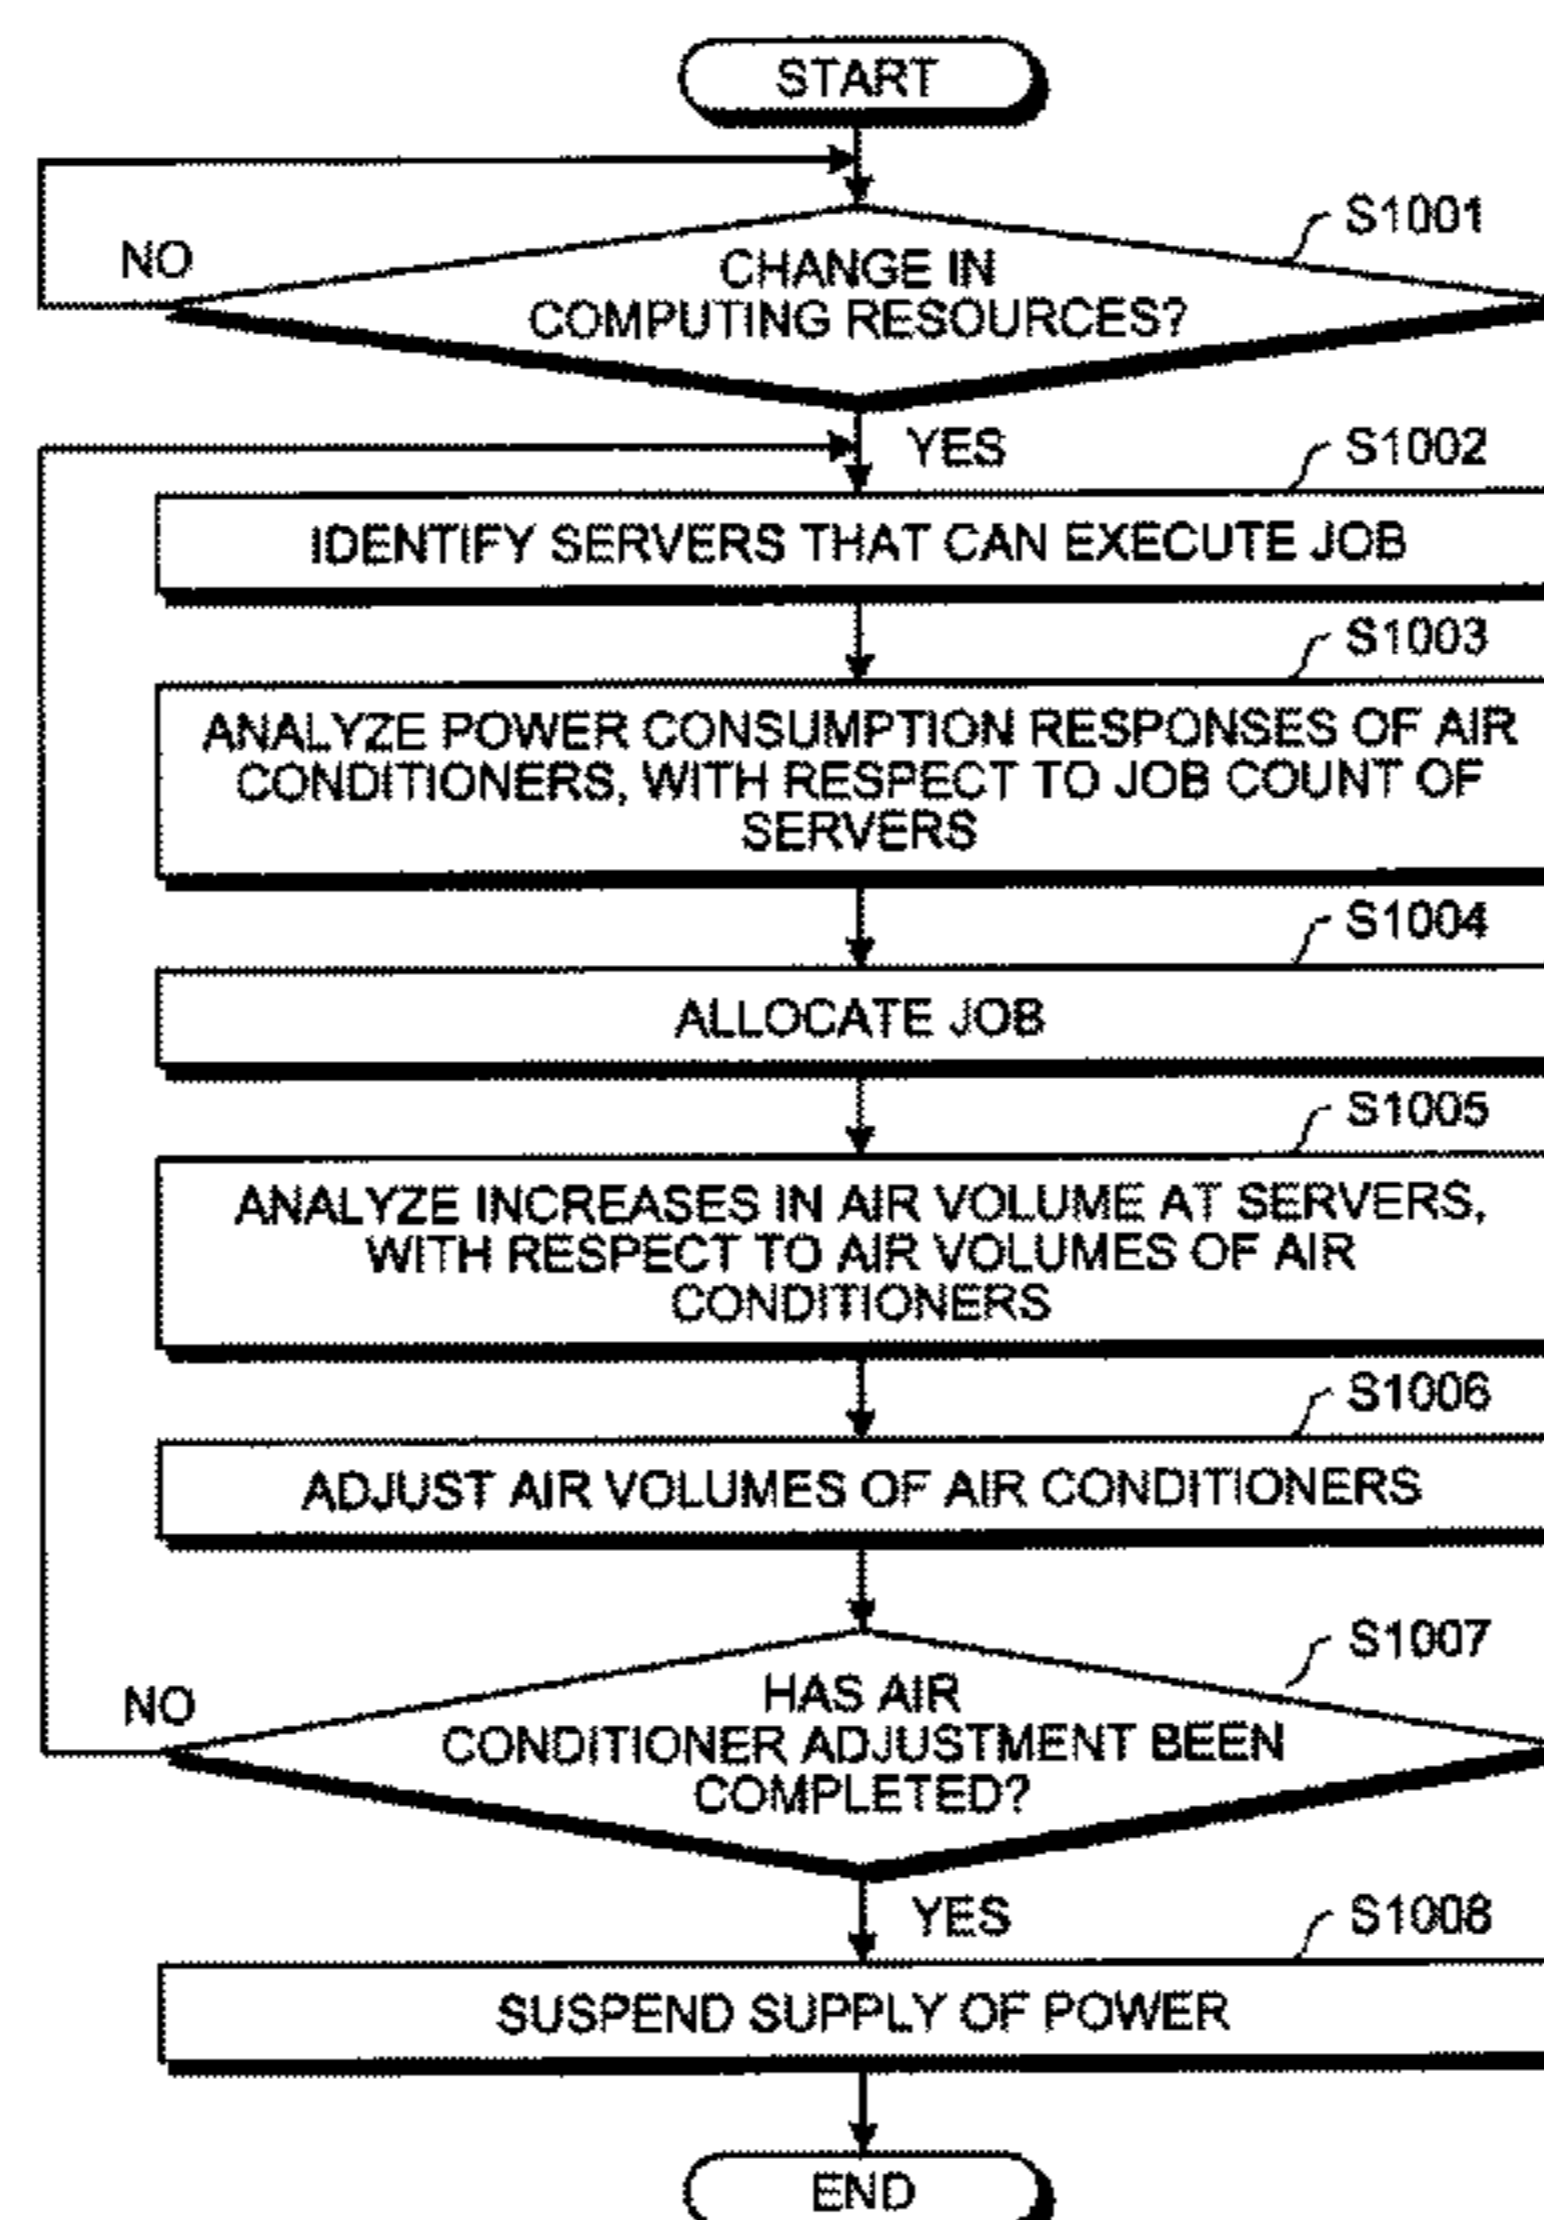 START
S1001
NO
CHANGE IN
COMPUTING RESOURCES?
YES
S1002
IDENTIFY SERVERS THAT CAN EXECUTE JOB
S1003
ANALYZE POWER CONSUMPTION RESPONSES OF AIR
CONDITIONERS, WITH RESPECT TO JOB COUNT OF
SERVERS
S1004
ALLOCATE JOB
S1005
ANALYZE INCREASES IN AIR VOLUME AT SERVERS,
WITH RESPECT TO AIR VOLUMES OF AIR
CONDITIONERS
S1006
ADJUST AIR VOLUMES OF AIR CONDITIONERS
S1007
NO
HAS AIR
CONDITIONER ADJUSTMENT BEEN
COMPLETED?
YES
S1008
SUSPEND SUPPLY OF POWER
END